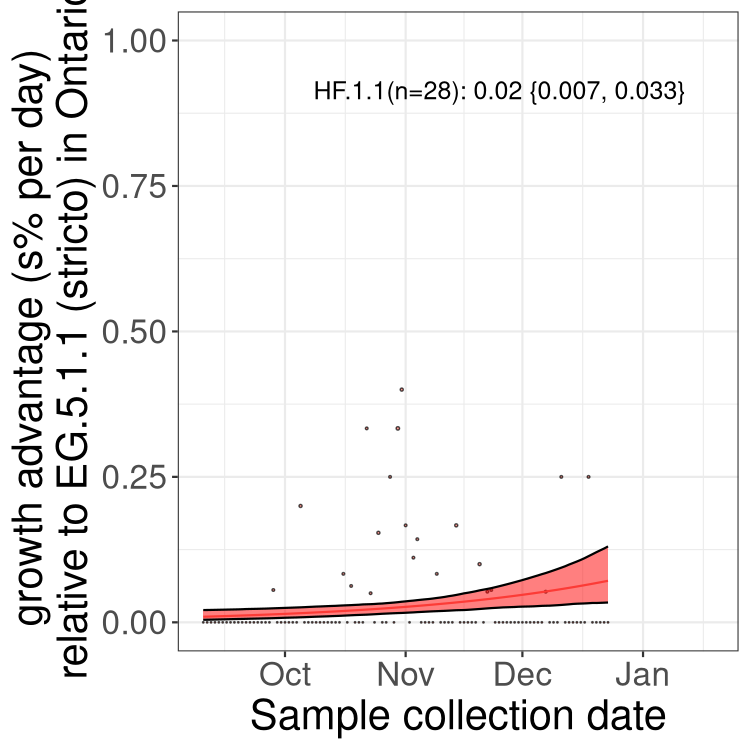 growth advantage (s% per day)
relative to EG.5.1.1 (stricto) in Ontario
1.00
0.75
0.50
0.25
0.00
HF.1.1(n=28): 0.02 {0.007, 0.033}
Oct Nov Dec Jan
Sample collection date